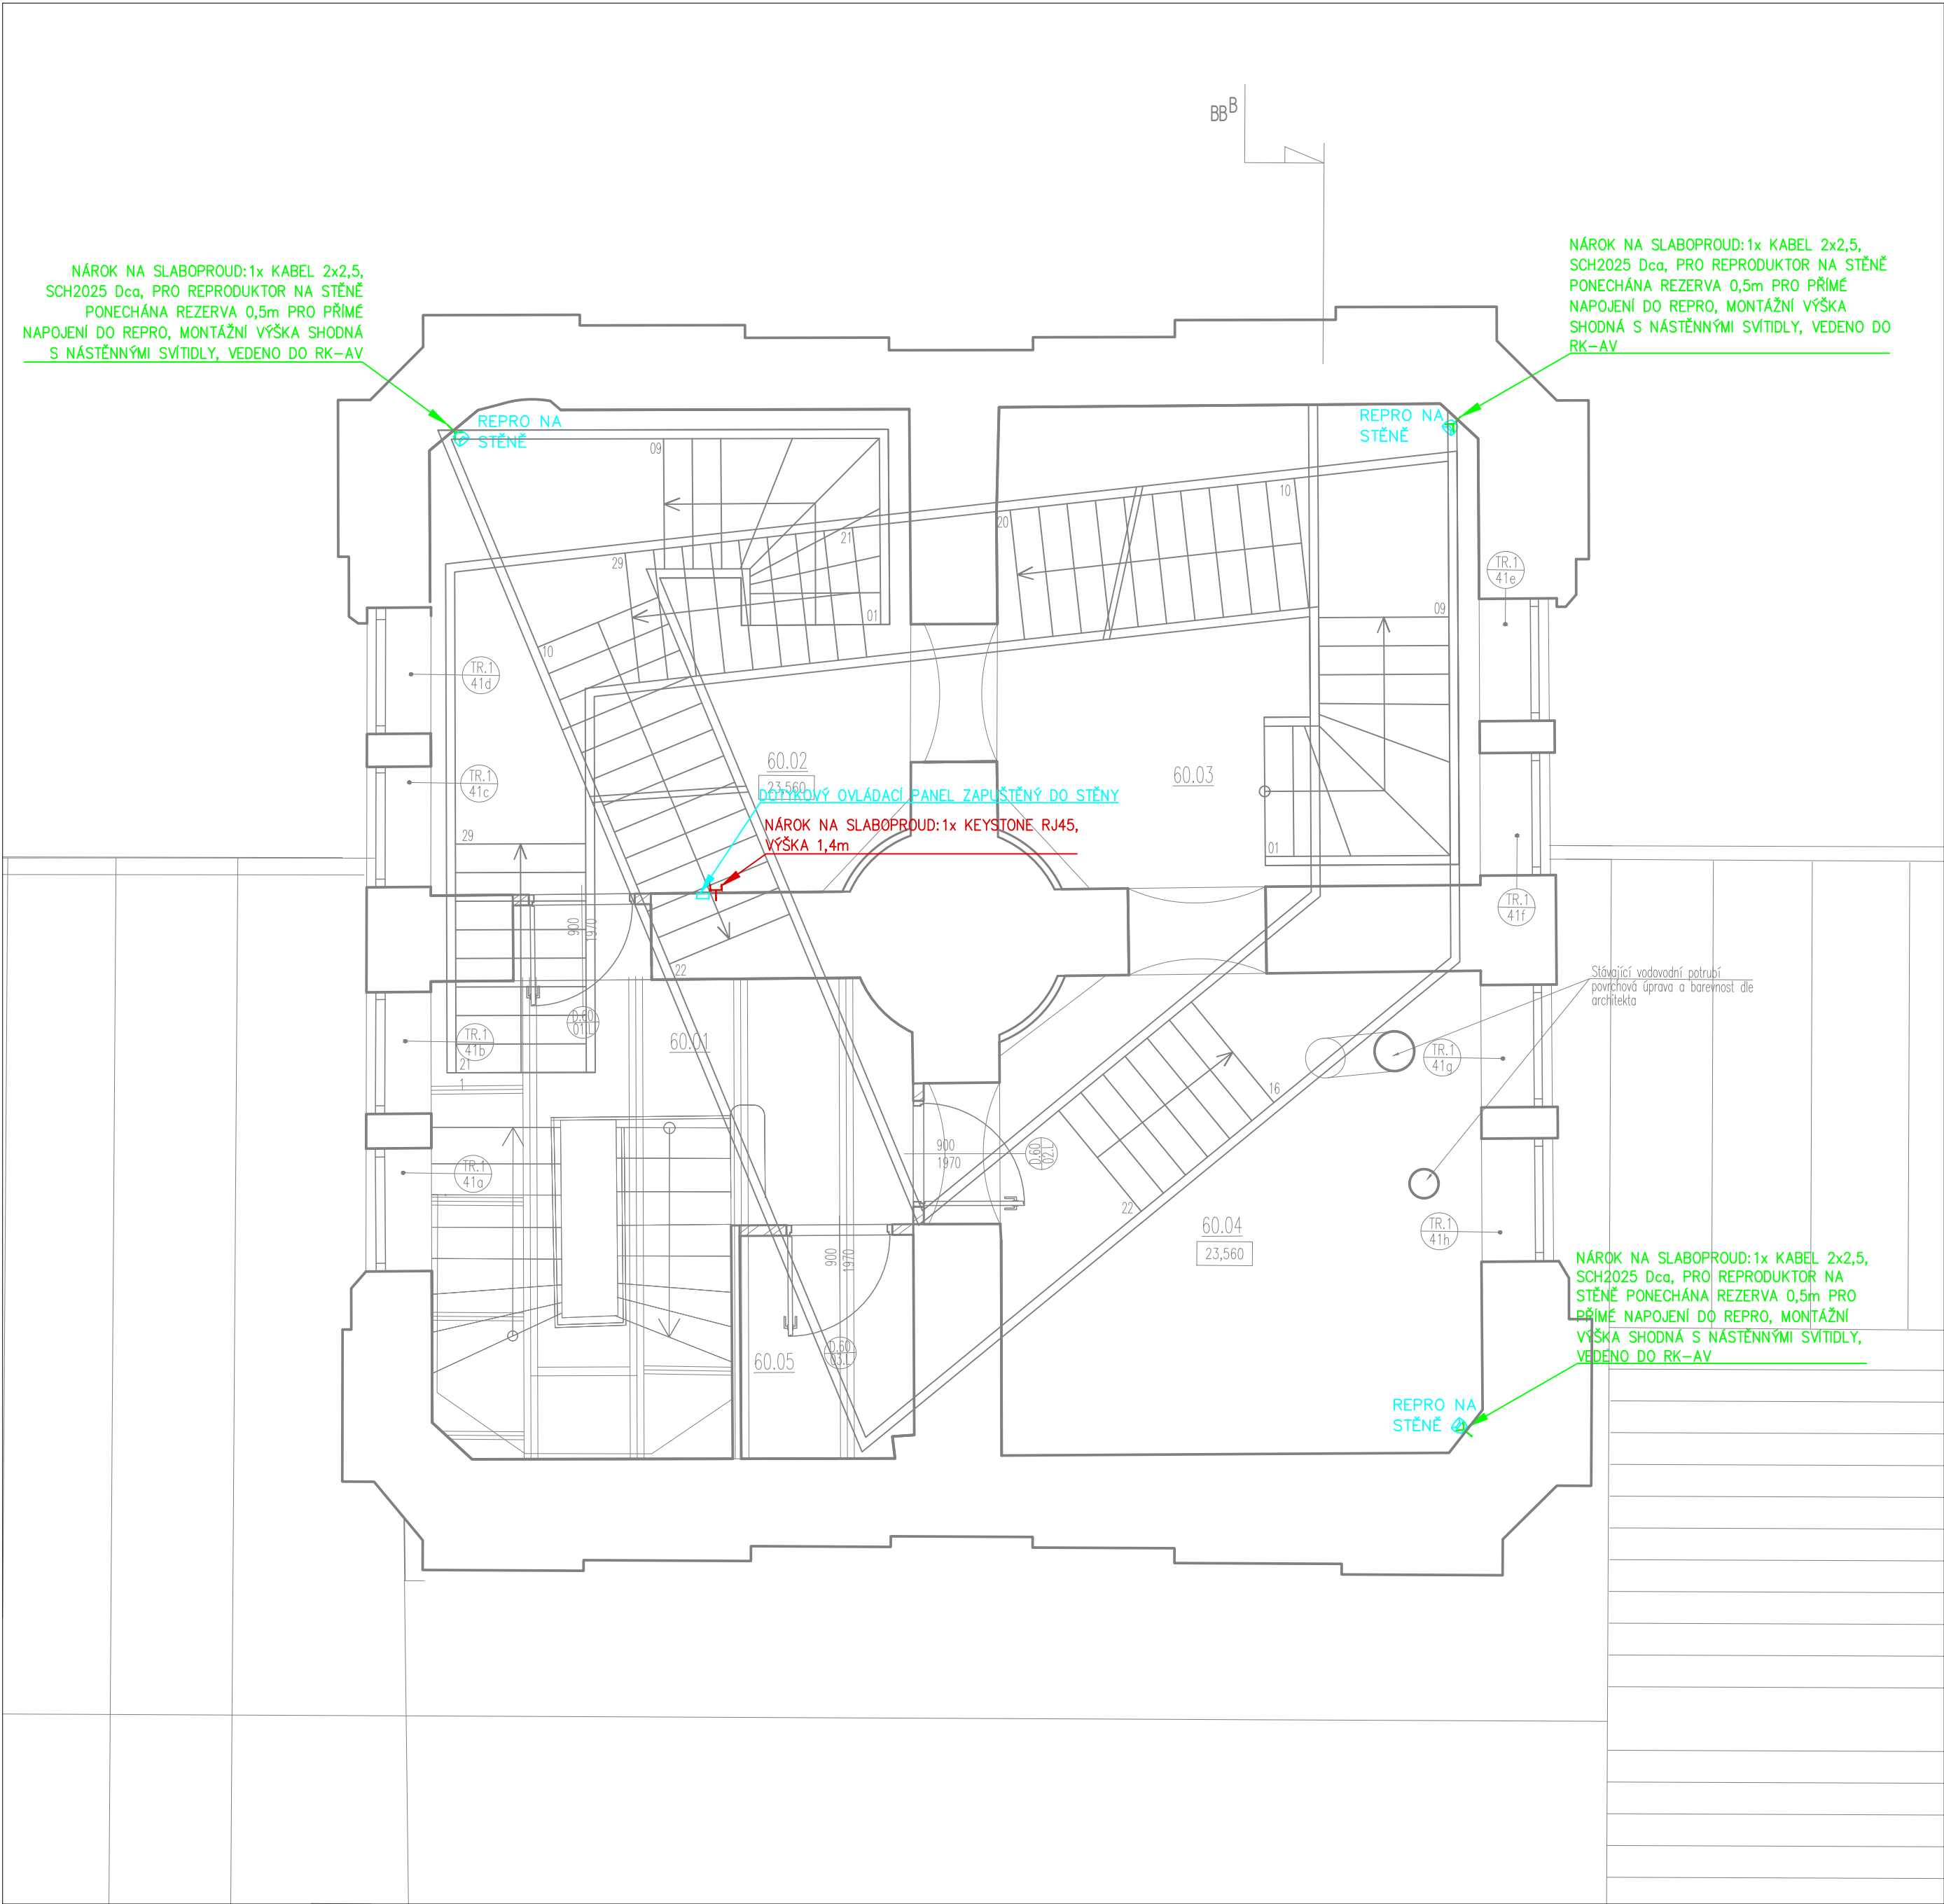 BB B
NÁROK NA SLABOPROUD: 1x KABEL 2x2,5,
SCH2025 Dca, PRO REPRODUKTOR NA STĚNĚ
PONECHÁNA REZERVA 0,5m PRO PŘÍMÉ
NAPOJENÍ DO REPRO, MONTÁŽNÍ VÝŠKA SHODNÁ
S NÁSTĚNNÝMI SVÍTIDLY, VEDENO DO RK-AV
NÁROK NA SLABOPROUD: 1x KABEL 2x2,5,
SCH2025 Dca, PRO REPRODUKTOR NA STĚNĚ
PONECHÁNA REZERVA 0,5m PRO PŘÍMÉ
NAPOJENÍ DO REPRO, MONTÁŽNÍ VÝŠKA
SHODNÁ S NÁSTĚNNÝMI SVÍTIDLY, VEDENO DO
RK-AV
REPRO NA
STĚNĚ
REPRO NA
STĚNĚ
09
10
20
21
29
01
10
09
TR.1
41e
TR.1
41d
TR.1
41c
60.02
23,560
60.03
DOTYKOVÝ OVLÁDACÍ PANEL ZAPUŠTĚNÝ DO STĚNY
NÁROK NA SLABOPROUD: 1x KEYSTONE RJ45,
VÝŠKA 1,4m
29
01
TR.1
41f
900
1970
22
Stávající vodovodní potrubí
povrchová úprava a barevnost dle
architekta
D.60
01.L
TR.1
41b
21
1
60.01
TR.1
41g
16
900
1970
D.60
02.L
TR.1
41a
22
60.04
23,560
TR.1
41h
900
1970
D.60
03.L
60.05
NÁROK NA SLABOPROUD: 1x KABEL 2x2,5,
SCH2025 Dca, PRO REPRODUKTOR NA
STĚNĚ PONECHÁNA REZERVA 0,5m PRO
PŘÍMÉ NAPOJENÍ DO REPRO, MONTÁŽNÍ
VÝŠKA SHODNÁ S NÁSTĚNNÝMI SVÍTIDLY,
VEDENO DO RK-AV
REPRO NA
STĚNĚ